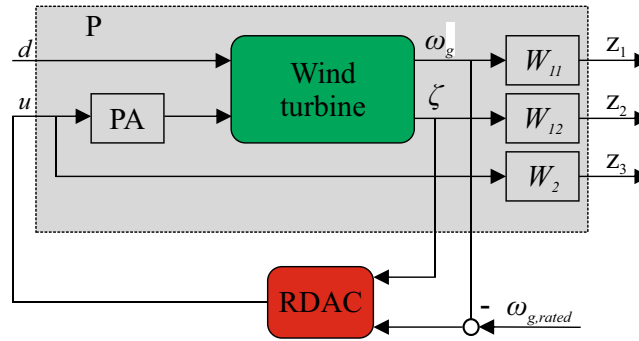 P
d
ω_g
W_11
z_1
Wind
turbine
u
PA
ζ
W_12
z_2
W_2
z_3
RDAC
-
ω_g,rated